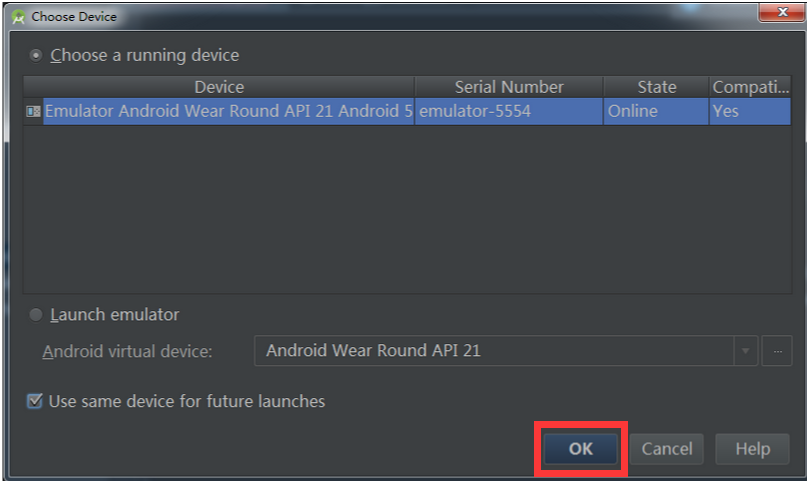 Choose Device
Choose a running device
Device Serial Number State Compati...
Emulator Android Wear Round API 21 Android 5 emulator-5554 Online Yes
Launch emulator
Android virtual device: Android Wear Round API 21 ...
Use same device for future launches
OK Cancel Help